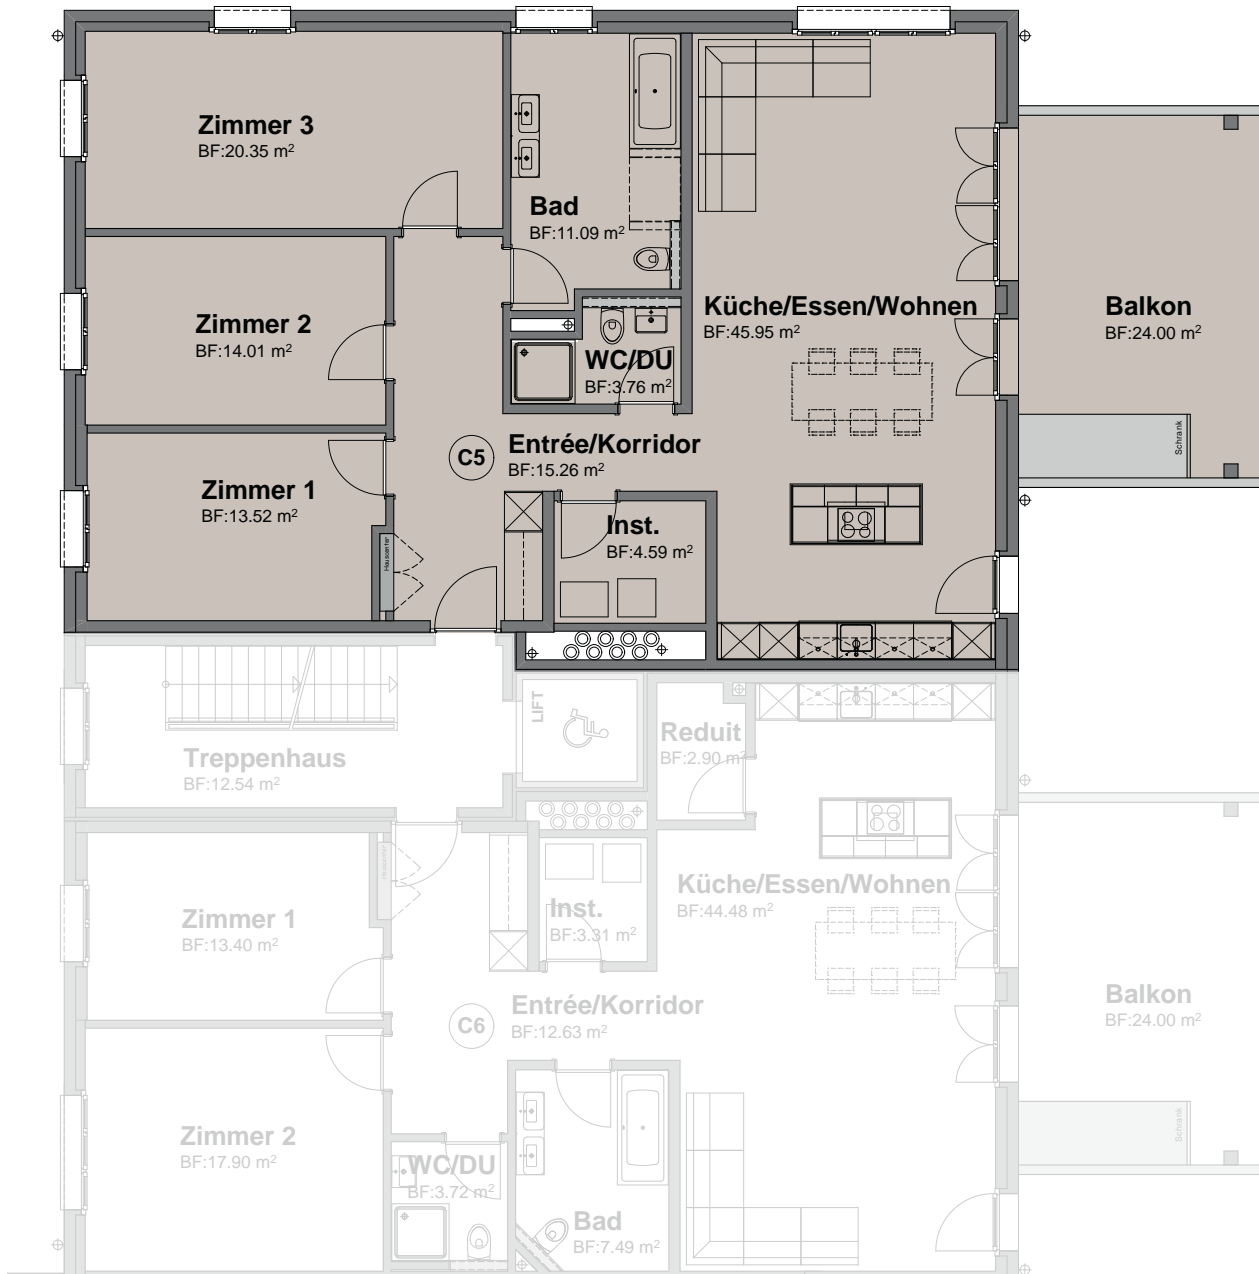 Zimmer 3
BF:20.35 m²
Bad
BF:11.09 m²
Zimmer 2
BF:14.01 m²
Küche/Essen/Wohnen
BF:45.95 m²
Balkon
BF:24.00 m²
WC/DU
BF:3.76 m²
Schrank
C5
Entrée/Korridor
BF:15.26 m²
Zimmer 1
BF:13.52 m²
Hauscenter
Inst.
BF:4.59 m²
LIFT
Reduit
BF:2.90 m²
Treppenhaus
BF:12.54 m²
Hauscenter
Zimmer 1
BF:13.40 m²
Inst.
BF:3.31 m²
Küche/Essen/Wohnen
BF:44.48 m²
Balkon
BF:24.00 m²
C6
Entrée/Korridor
BF:12.63 m²
Schrank
Zimmer 2
BF:17.90 m²
WC/DU
BF:3.72 m²
Bad
BF:7.49 m²